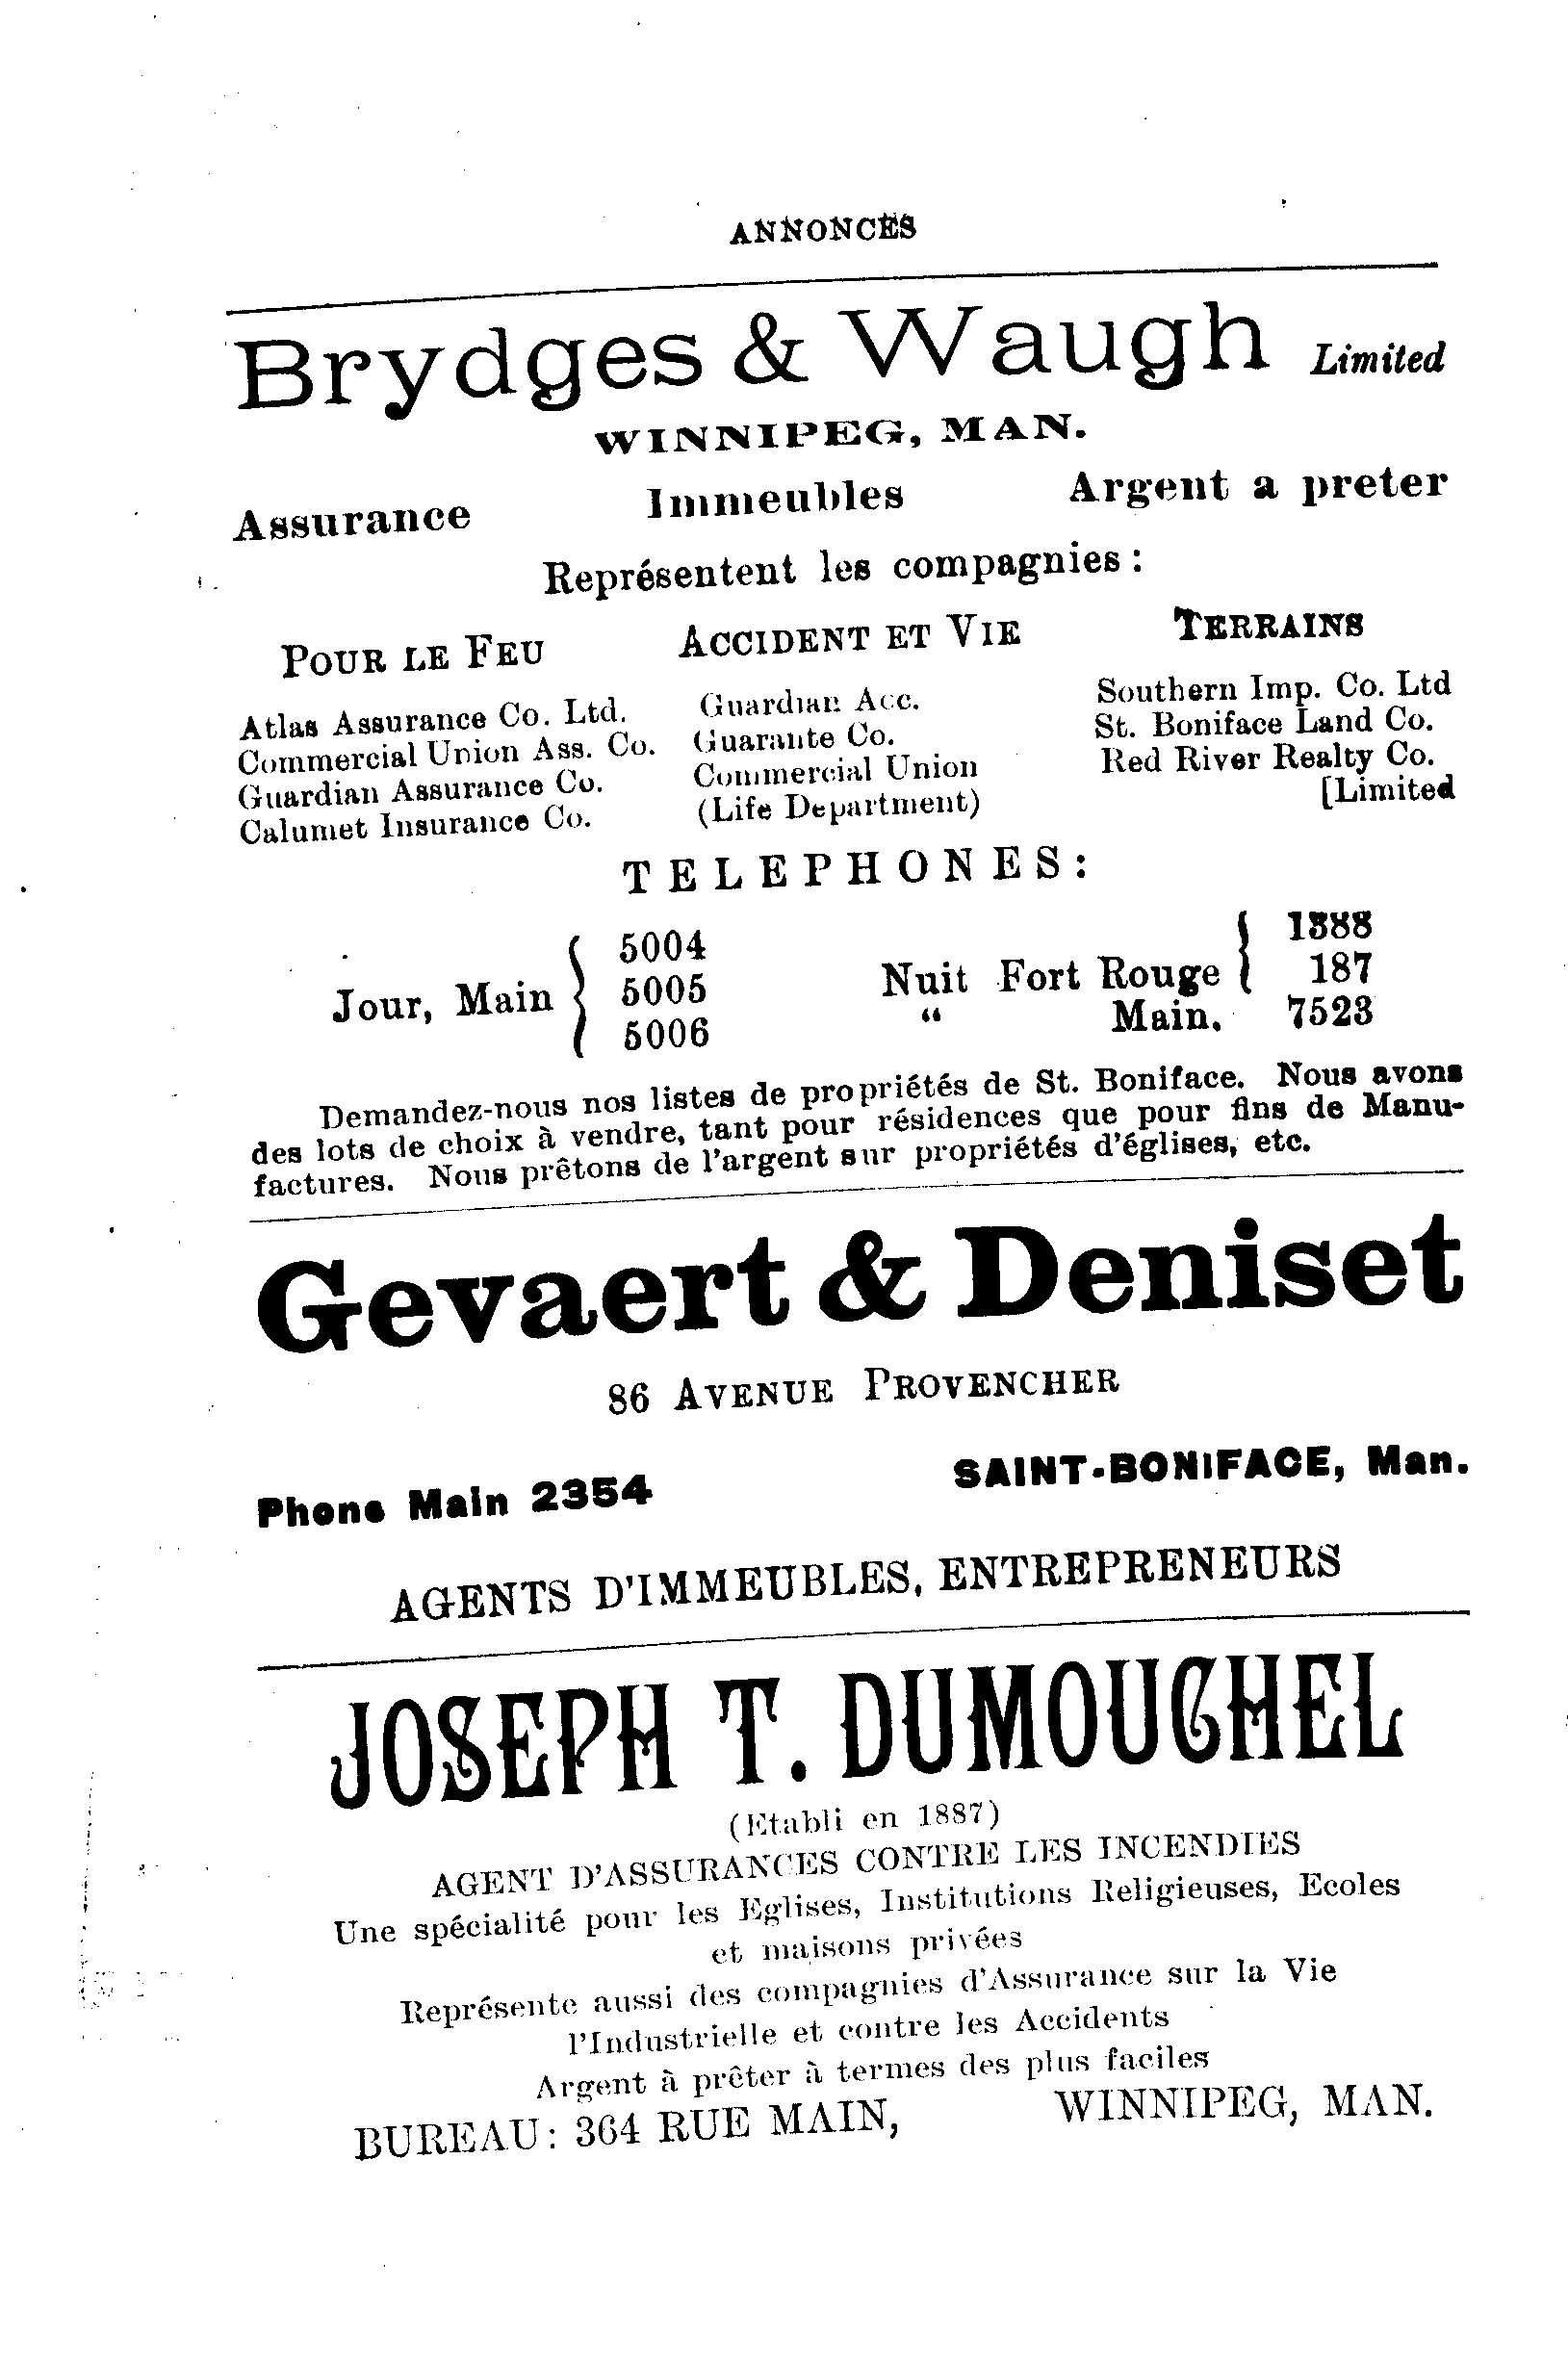 ANNONCES
Brydges & Waugh Limited
WINNIPEG, MAN.
Assurance Immeubles Argent a preter
Représentent les compagnies :
POUR LE FEU ACCIDENT ET VIE TERRAINS
Atlas Assurance Co. Ltd. Guardian Acc. Southern Imp. Co. Ltd
Commercial Union Ass. Co. Guarante Co. St. Boniface Land Co.
Guardian Assurance Co. Commercial Union Red River Realty Co.
Calumet Insurance Co. (Life Department) [Limited
TELEPHONES:
Jour, Main { 5004 5005 5006
Nuit Fort Rouge { 1388 187
“ Main. 7523
Demandez-nous nos listes de propriétés de St. Boniface. Nous avons
des lots de choix à vendre, tant pour résidences que pour fins de Manu-
factures. Nous prêtons de l'argent sur propriétés d'églises, etc.
Gevaert & Deniset
86 AVENUE PROVENCHER
Phone Main 2354 SAINT-BONIFACE, Man.
AGENTS D'IMMEUBLES, ENTREPRENEURS
JOSEPH T. DUMOUCHEL
(Etabli en 1887)
AGENT D'ASSURANCES CONTRE LES INCENDIES
Une spécialité pour les Eglises, Institutions Religieuses, Ecoles
et maisons privées
Représente aussi des compagnies d'Assurance sur la Vie
l'Industrielle et contre les Accidents
Argent à prêter à termes des plus faciles
BUREAU: 364 RUE MAIN, WINNIPEG, MAN.